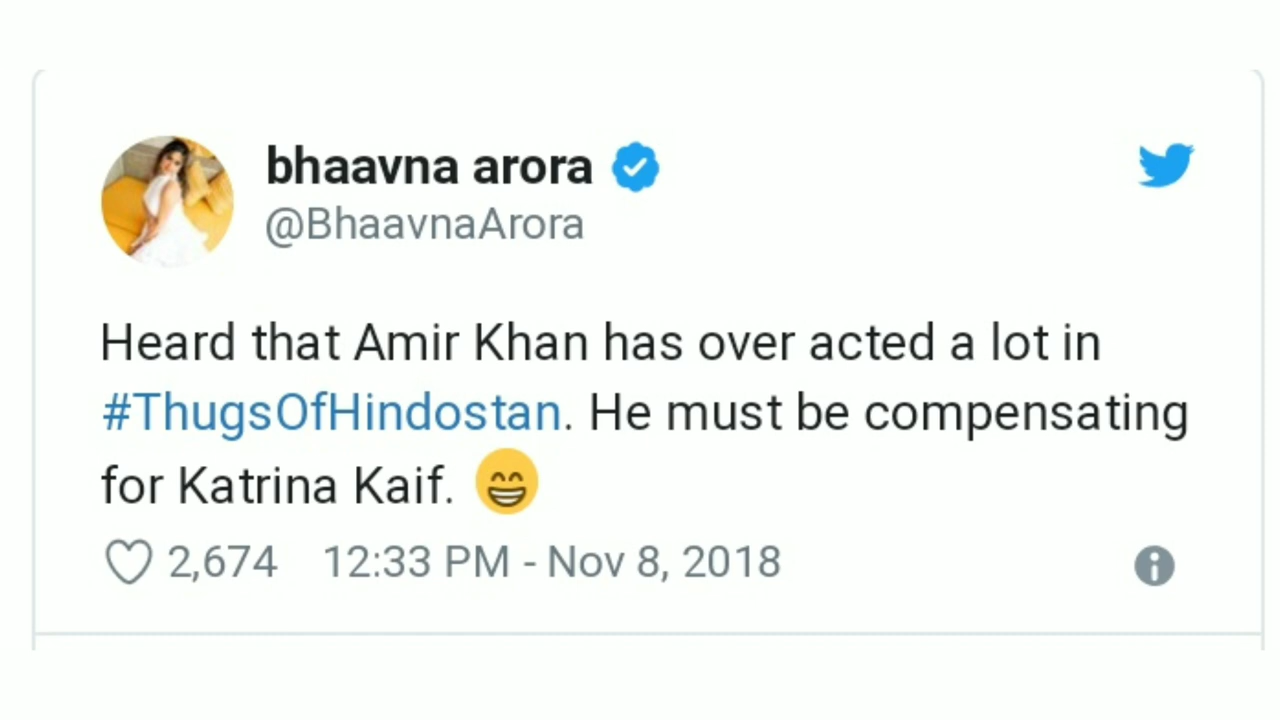 bhaavna arora
@BhaavnaArora
Heard that Amir Khan has over acted a lot in
#ThugsOfHindostan. He must be compensating
for Katrina Kaif. 😁
2,674 12:33 PM - Nov 8, 2018